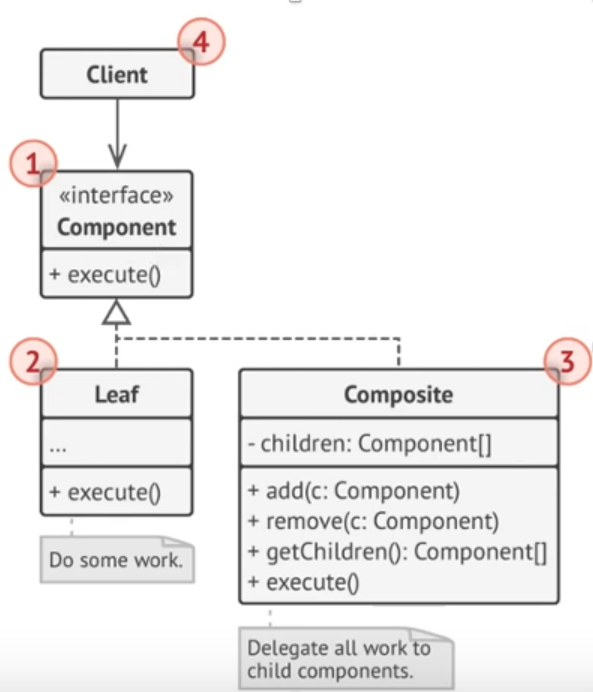 4
Client
1
«interface»
Component
+ execute()
2
Leaf
...
+ execute()
Do some work.
3
Composite
- children: Component[]
+ add(c: Component)
+ remove(c: Component)
+ getChildren(): Component[]
+ execute()
Delegate all work to
child components.